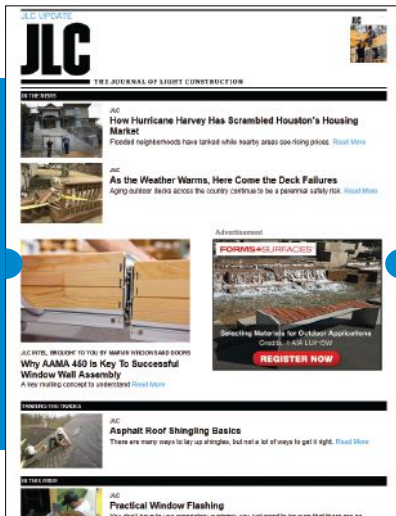 JLC UPDATE
JLC
THE JOURNAL OF LIGHT CONSTRUCTION
IN THE NEWS
JLC
How Hurricane Harvey Has Scrambled Houston's Housing
Market
Flooded neighborhoods have tanked while nearby areas see rising prices. Read More
JLC
As the Weather Warms, Here Come the Deck Failures
Aging outdoor decks across the country continue to be a perennial safety risk. Read More
Advertisement
FORMS+SURFACES
Selecting Materials for Outdoor Applications
Credits: 1 AIA LU/HSW
REGISTER NOW
JLC INTEL, BROUGHT TO YOU BY MARVIN WINDOWS AND DOORS
Why AAMA 450 Is Key To Successful
Window Wall Assembly
A key mulling concept to understand Read More
TRAINING THE TRADES
JLC
Asphalt Roof Shingling Basics
There are many ways to lay up shingles, but not a lot of ways to get it right. Read More
IN THIS ISSUE
JLC
Practical Window Flashing